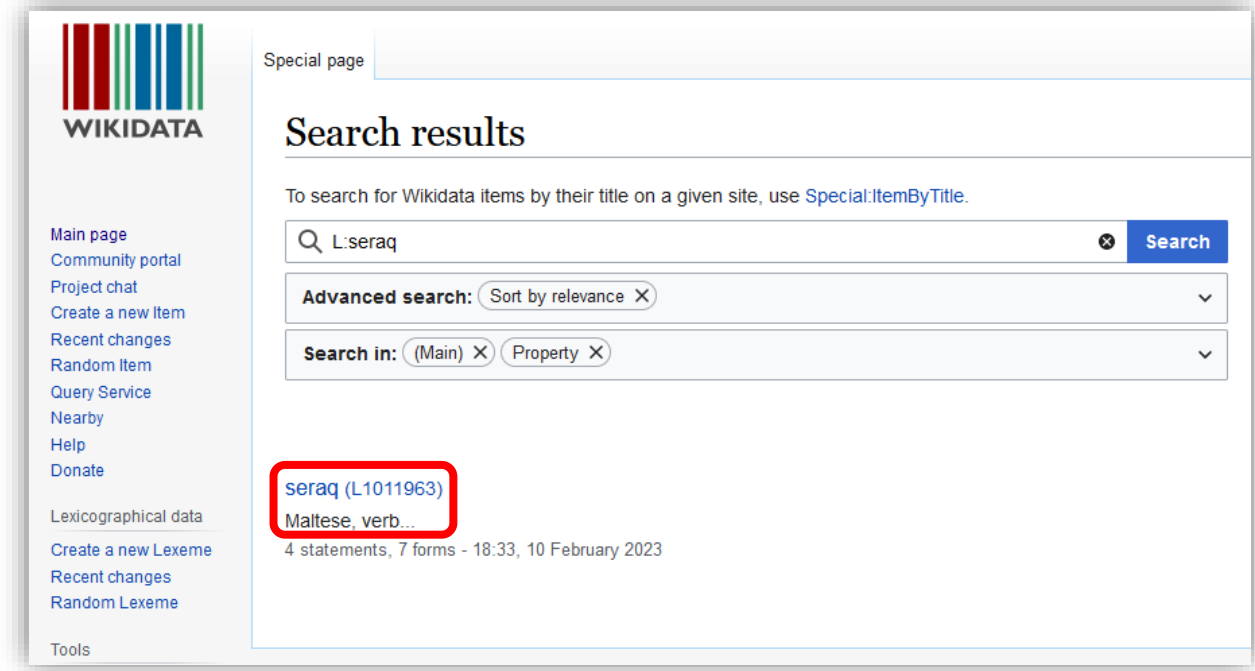 WIKIDATA
Main page
Community portal
Project chat
Create a new Item
Recent changes
Random Item
Query Service
Nearby
Help
Donate
Lexicographical data
Create a new Lexeme
Recent changes
Random Lexeme
Tools
Special page
Search results
To search for Wikidata items by their title on a given site, use Special:ItemByTitle.
L:seraq Search
Advanced search: Sort by relevance
Search in: (Main) Property
seraq (L1011963)
Maltese, verb...
4 statements, 7 forms - 18:33, 10 February 2023